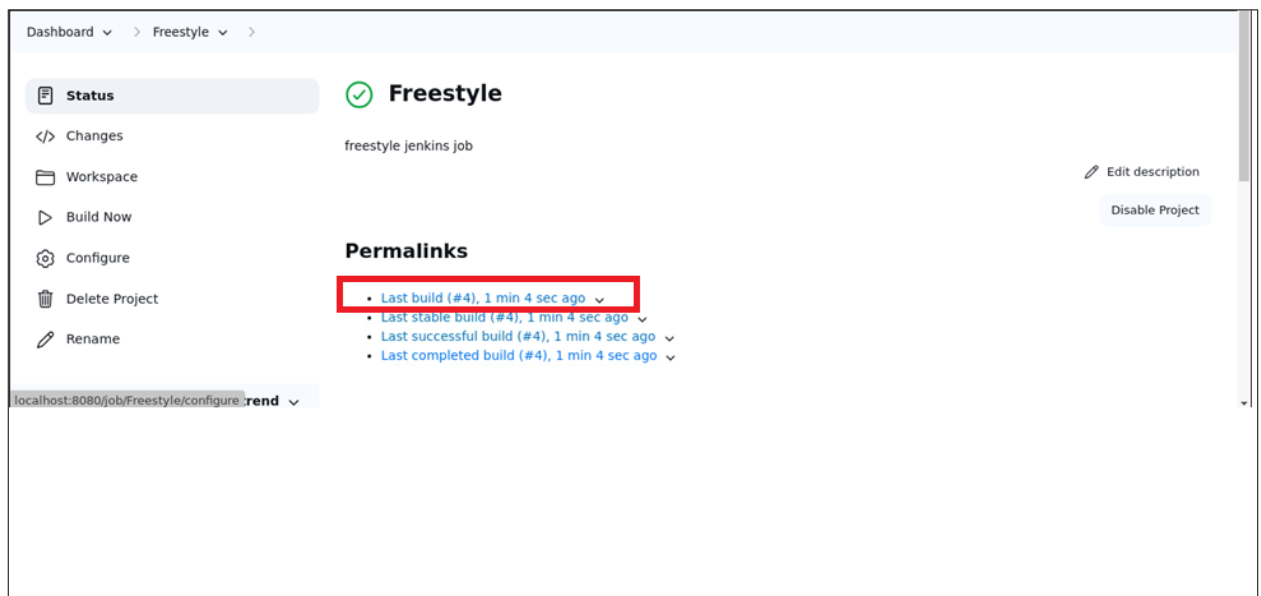 Dashboard > Freestyle >
Status
Changes
Workspace
Build Now
Configure
Delete Project
Rename
rend
localhost:8080/job/Freestyle/configure
Freestyle
freestyle jenkins job
Edit description
Disable Project
Permalinks
• Last build (#4), 1 min 4 sec ago
• Last stable build (#4), 1 min 4 sec ago
• Last successful build (#4), 1 min 4 sec ago
• Last completed build (#4), 1 min 4 sec ago